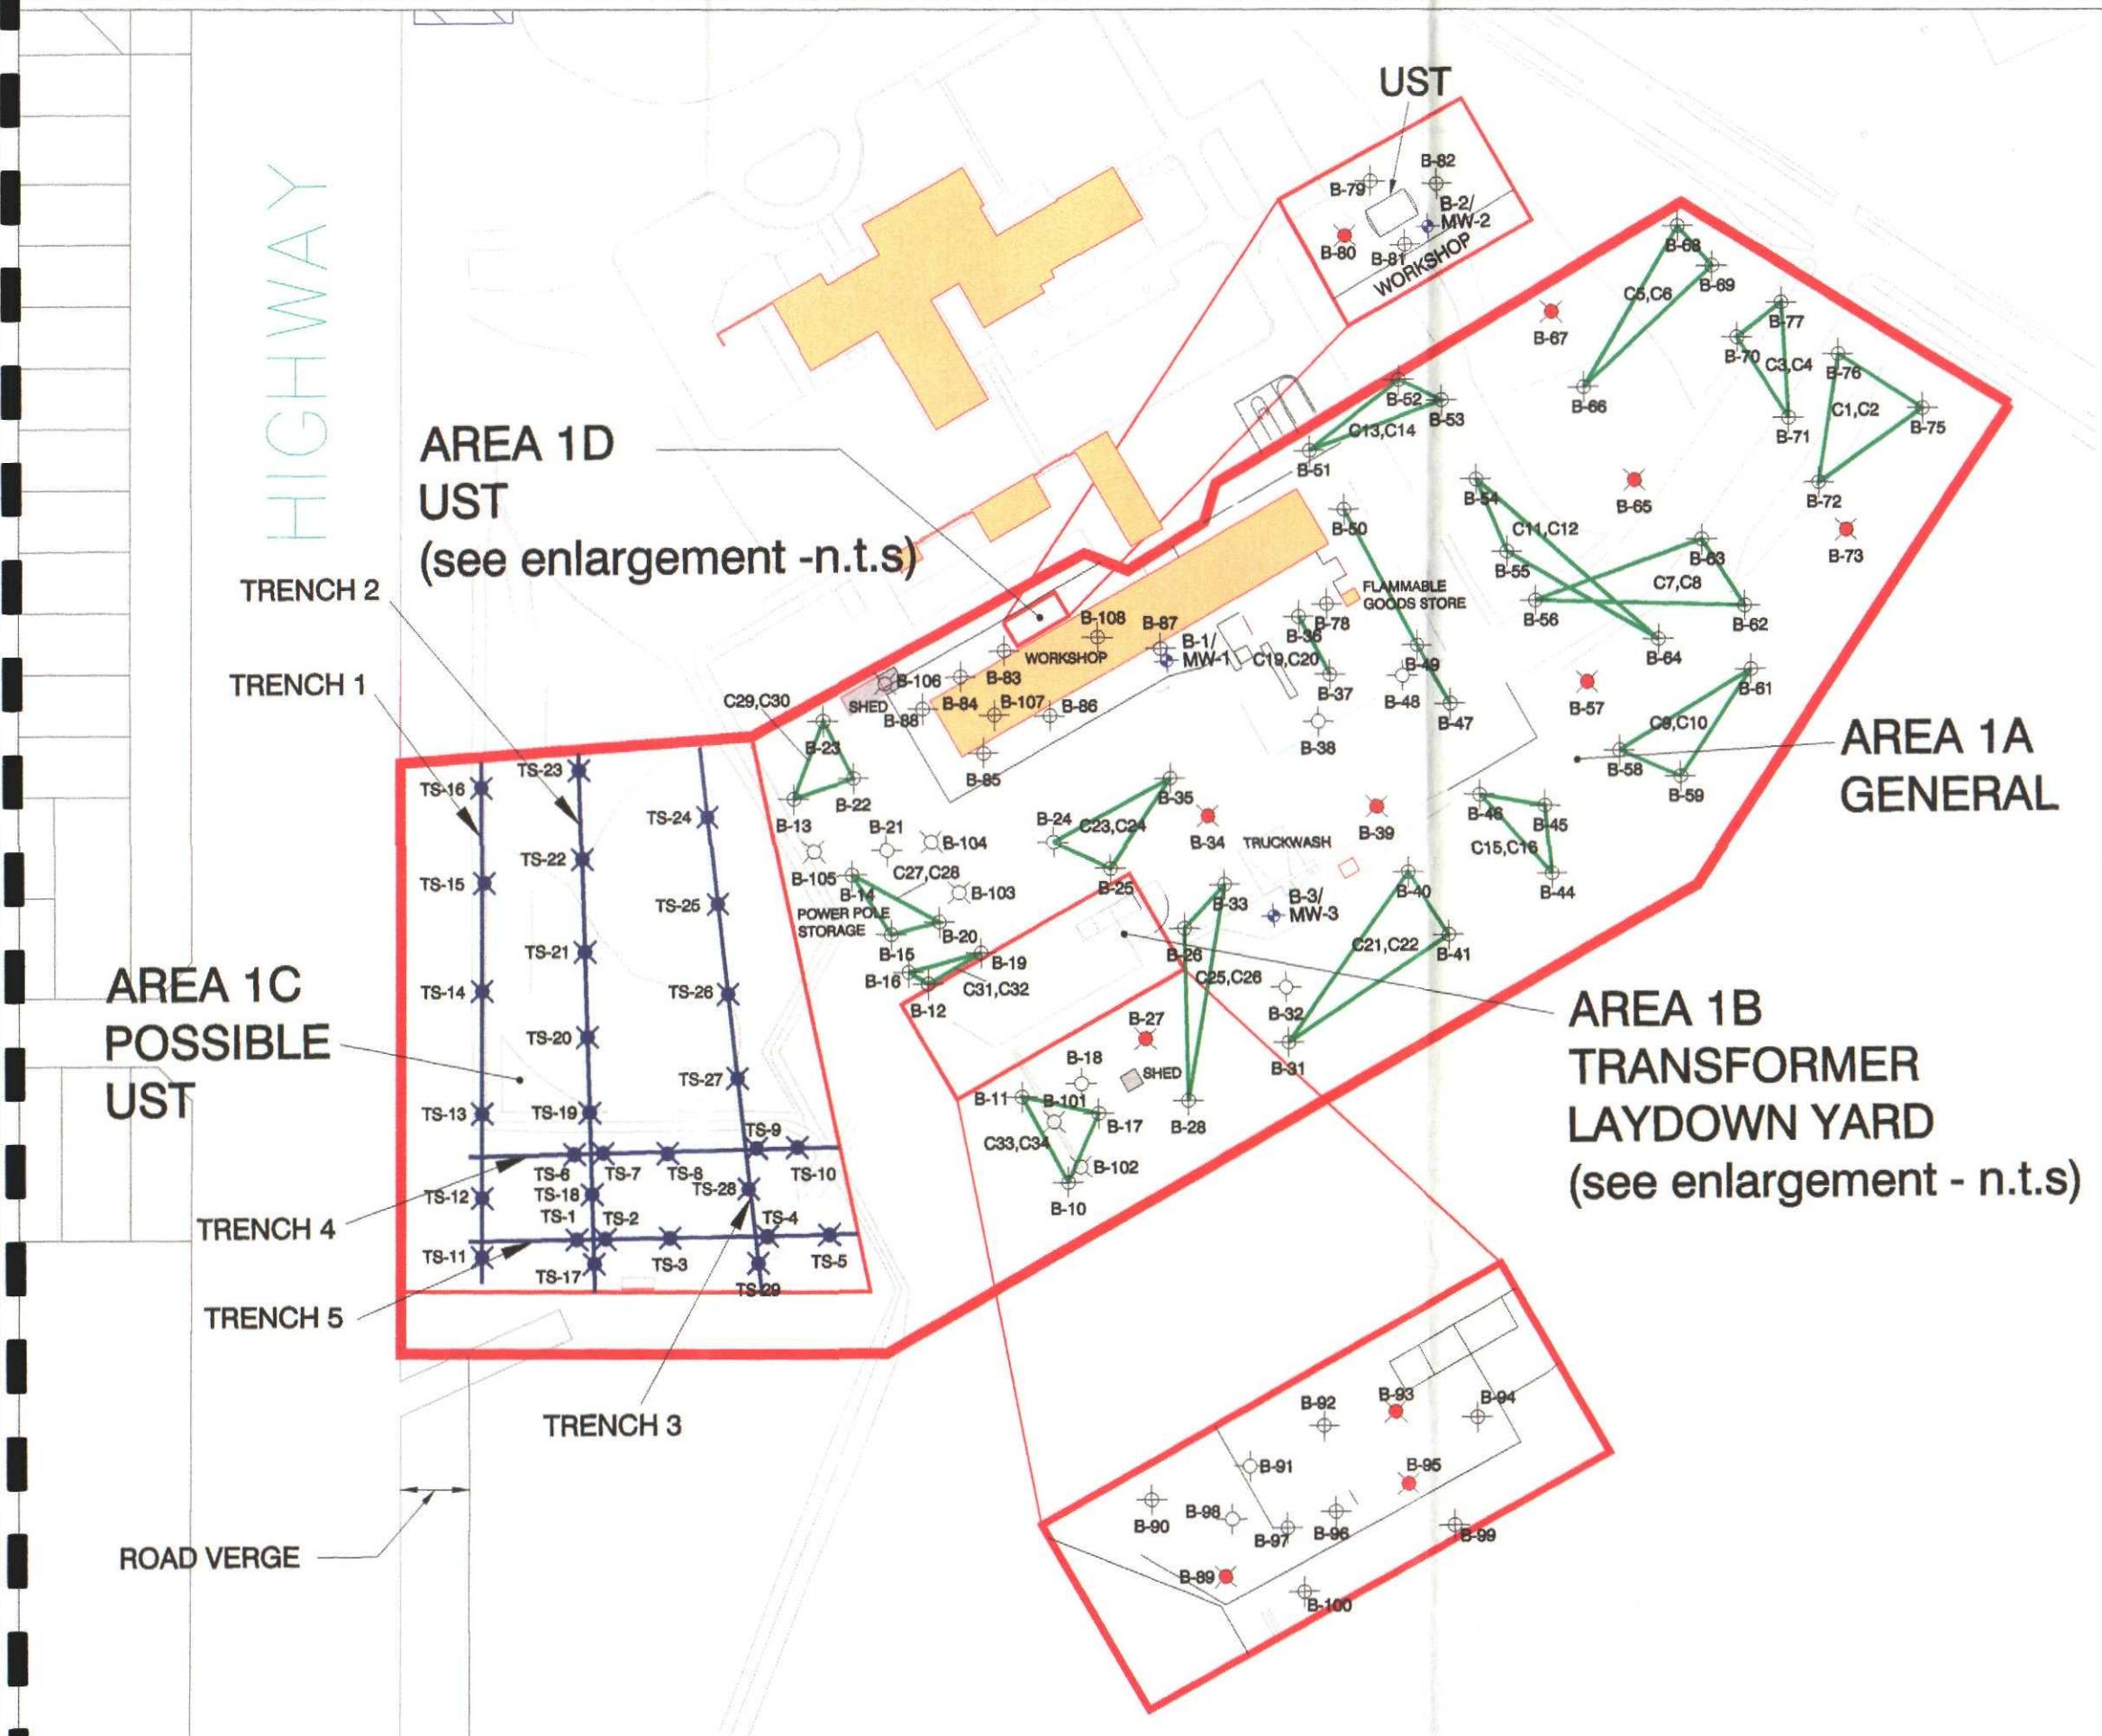 UST
B-82
B-79
B-2/
MW-2
B-80
B-81
WORKSHOP
HIGHWAY
B-68
B-69
C5,C6
B-67
B-77
B-70
C3,C4
B-76
B-66
B-71
C1,C2
B-75
B-52
B-53
C13,C14
B-51
AREA 1D
UST
(see enlargement -n.t.s)
B-54
B-65
B-72
B-50
C11,C12
B-73
B-63
B-55
C7,C8
B-56
B-62
B-64
FLAMMABLE
GOODS STORE
TRENCH 2
B-108
B-87
B-78
B-36
B-1/
MW-1
C19,C20
WORKSHOP
B-83
B-49
B-37
B-48
B-47
B-61
B-57
TRENCH 1
B-106
SHED
B-88
B-84
B-107
B-86
C29,C30
B-38
C9,C10
B-58
B-59
AREA 1A
GENERAL
B-23
B-85
TS-23
TS-16
B-22
B-13
B-35
B-24
C23,C24
B-34
B-39
B-46
B-45
C15,C16
B-44
TS-24
B-21
B-104
TRUCKWASH
TS-22
TS-15
B-105
C27,C28
B-14
B-103
B-25
B-40
TS-25
POWER POLE
STORAGE
B-20
B-33
B-3/
MW-3
TS-21
B-15
B-19
B-26
C21,C22
B-41
AREA 1C
POSSIBLE
UST
TS-14
TS-26
B-16
C31,C32
B-12
C25,C26
B-32
AREA 1B
TRANSFORMER
LAYDOWN YARD
(see enlargement - n.t.s)
TS-20
B-27
B-18
SHED
B-31
TS-27
B-11
B-101
B-17
B-28
TS-13
TS-19
C33,C34
TS-9
B-102
TS-6
TS-7
TS-8
TS-10
TS-12
TS-18
TS-28
B-10
TRENCH 4
TS-1
TS-2
TS-4
TS-11
TS-17
TS-3
TS-5
TS-29
TRENCH 5
TRENCH 3
B-92
B-93
B-94
B-91
B-95
B-90
B-98
B-97
B-96
B-99
ROAD VERGE
B-89
B-100